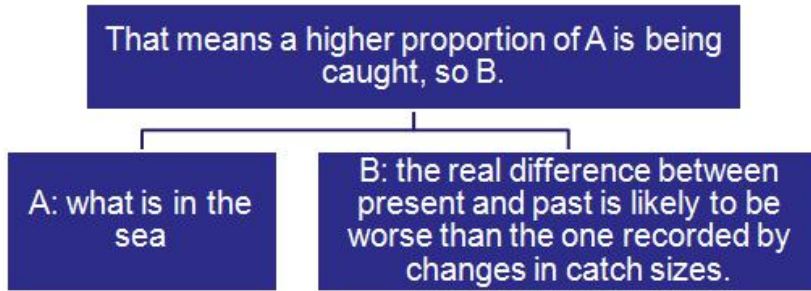 That means a higher proportion of A is being
caught, so B.
A: what is in the
sea
B: the real difference between
present and past is likely to be
worse than the one recorded by
changes in catch sizes.